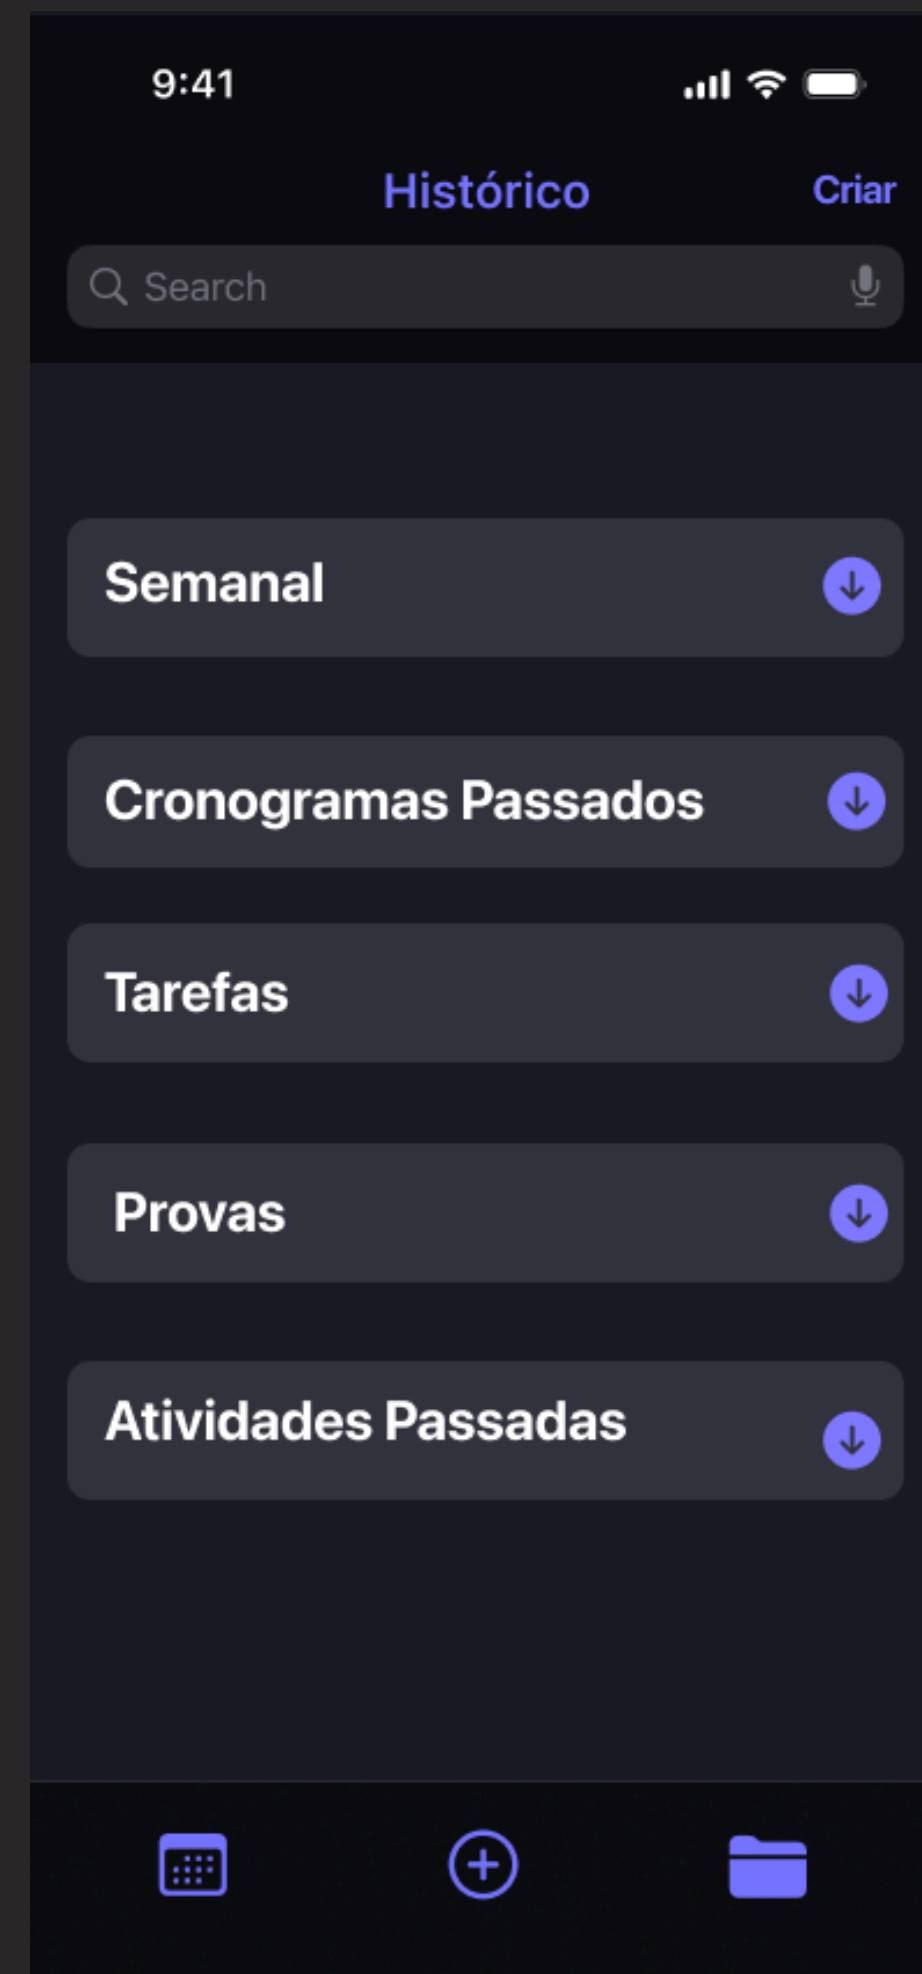 9:41
Histórico
Criar
Search
Semanal
Cronogramas Passados
Tarefas
Provas
Atividades Passadas